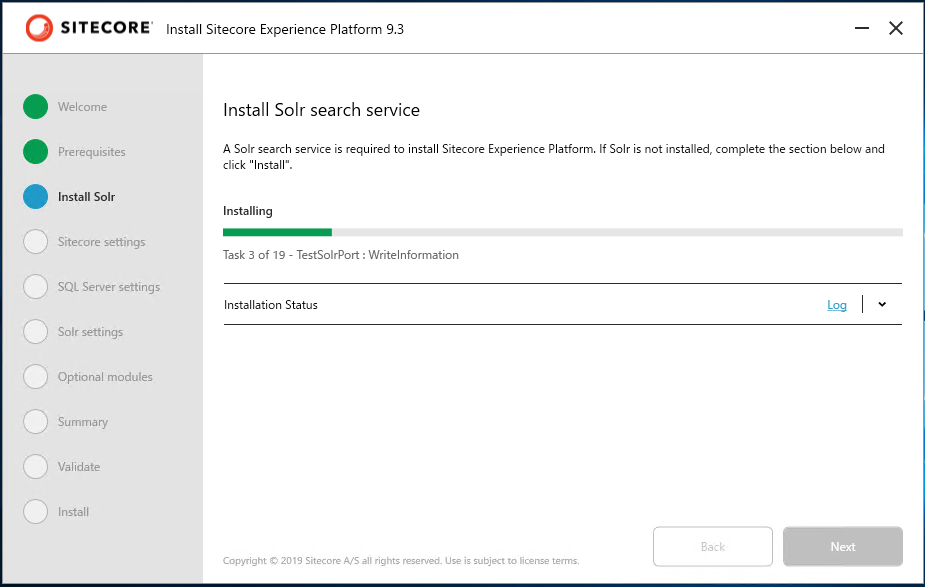 SITECORE Install Sitecore Experience Platform 9.3
Welcome
Prerequisites
Install Solr
Sitecore settings
SQL Server settings
Solr settings
Optional modules
Summary
Validate
Install
Install Solr search service
A Solr search service is required to install Sitecore Experience Platform. If Solr is not installed, complete the section below and
click "Install".
Installing
Task 3 of 19 - TestSolrPort : WriteInformation
Installation Status Log
Back Next
Copyright © 2019 Sitecore A/S all rights reserved. Use is subject to license terms.